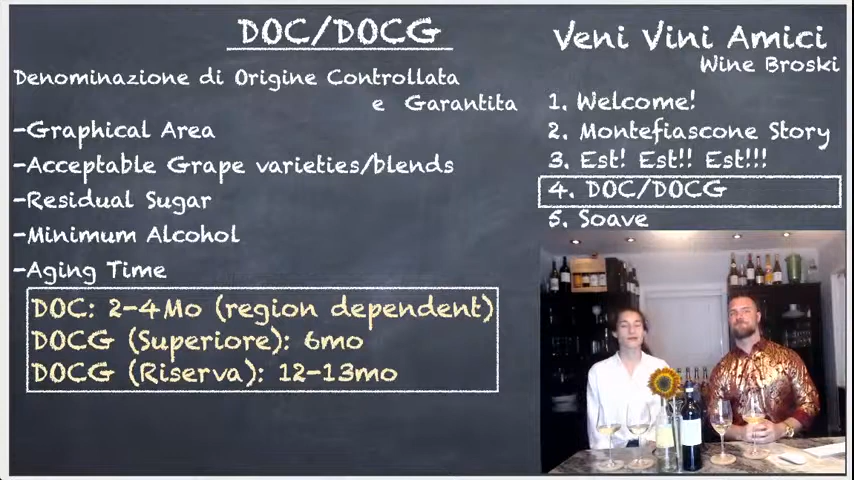 DOC/DOCG
Denominazione di Origine Controllata
e Garantita
-Graphical Area
-Acceptable Grape varieties/blends
-Residual Sugar
-Minimum Alcohol
-Aging Time
DOC: 2-4Mo (region dependent)
DOCG (Superiore): 6mo
DOCG (Riserva): 12-13mo
Veni Vini Amici
Wine Broski
1. Welcome!
2. Montefiascone Story
3. Est! Est!! Est!!!
4. DOC/DOCG
5. Soave